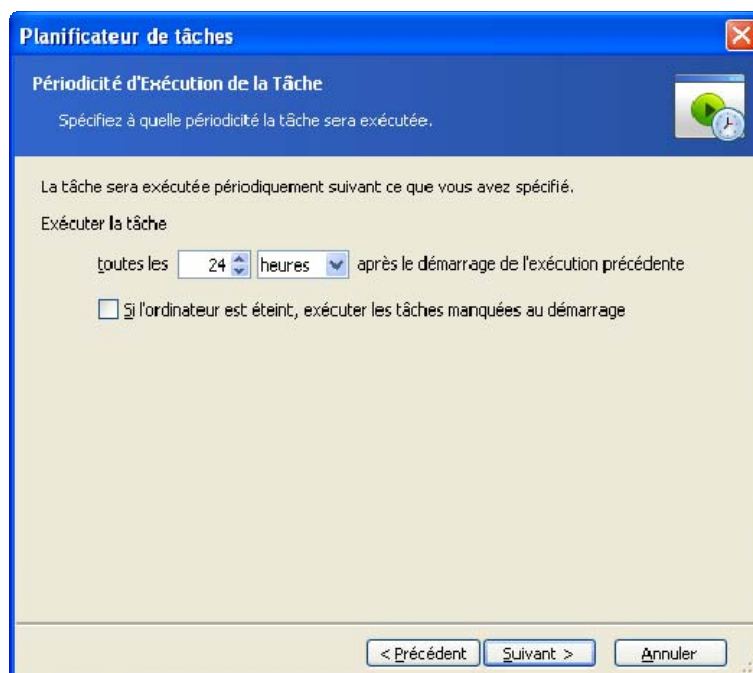 Planificateur de tâches
Périodicité d'Exécution de la Tâche
Spécifiez à quelle périodicité la tâche sera exécutée.
La tâche sera exécutée périodiquement suivant ce que vous avez spécifié.
Exécuter la tâche
toutes les 24 heures après le démarrage de l'exécution précédente
Si l'ordinateur est éteint, exécuter les tâches manquées au démarrage
< Précédent Suivant > Annuler